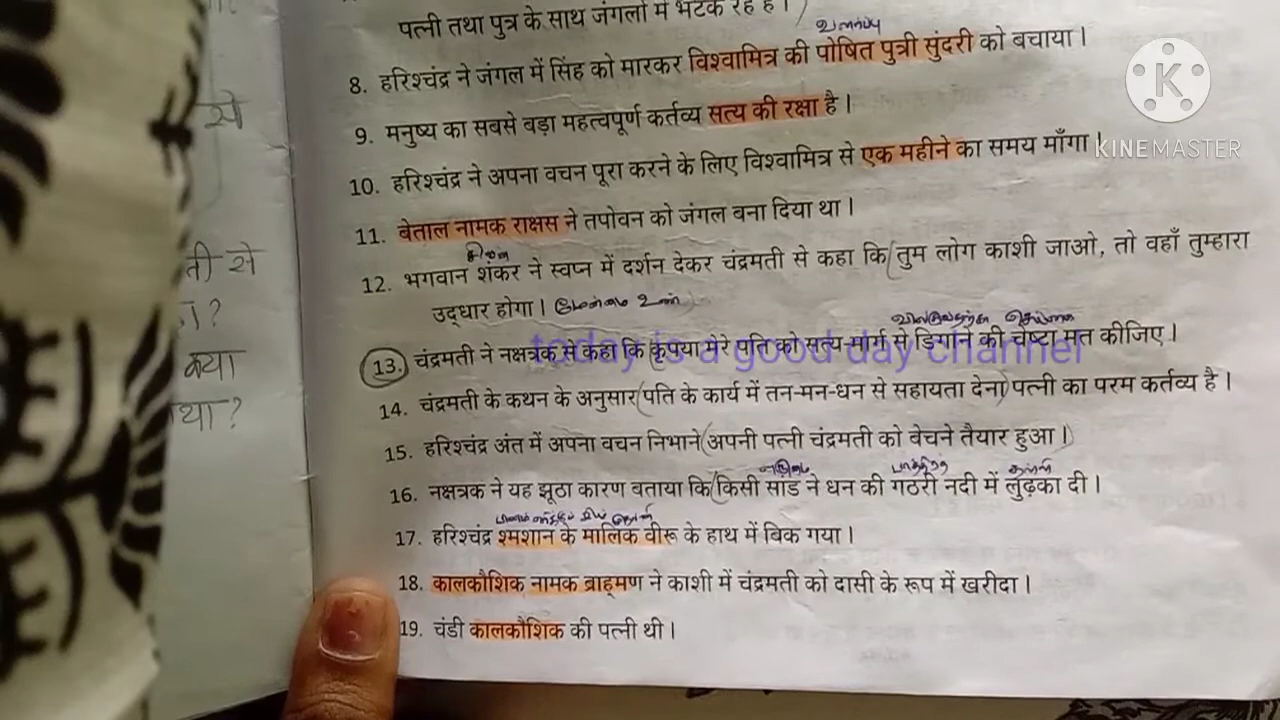 पत्नी तथा पुत्र के साथ जंगलों में भटक रहे हैं।
8. हरिश्चंद्र ने जंगल में सिंह को मारकर विश्वामित्र की पोषित पुत्री सुंदरी को बचाया।
9. मनुष्य का सबसे बड़ा महत्वपूर्ण कर्तव्य सत्य की रक्षा है।
10. हरिश्चंद्र ने अपना वचन पूरा करने के लिए विश्वामित्र से एक महीने का समय माँगा।
KINEMASTER
11. बेताल नामक राक्षस ने तपोवन को जंगल बना दिया था।
12. भगवान शंकर ने स्वप्न में दर्शन देकर चंद्रमती से कहा कि (तुम लोग काशी जाओ, तो वहाँ तुम्हारा
उद्धार होगा।
13. चंद्रमती ने नक्षत्रक से कहा कि (कृपया मेरे पति को सत्य-मार्ग से डिगाने की चेष्टा मत कीजिए।
today is a good day channel
14. चंद्रमती के कथन के अनुसार (पति के कार्य में तन-मन-धन से सहायता देना) पत्नी का परम कर्तव्य है।
15. हरिश्चंद्र अंत में अपना वचन निभाने (अपनी पत्नी चंद्रमती को बेचने तैयार हुआ।)
16. नक्षत्रक ने यह झूठा कारण बताया कि (किसी सांड ने धन की गठरी नदी में लुढ़का दी।
17. हरिश्चंद्र श्मशान के मालिक वीरू के हाथ में बिक गया।
18. कालकौशिक नामक ब्राह्मण ने काशी में चंद्रमती को दासी के रूप में खरीदा।
19. चंडी कालकौशिक की पत्नी थी।
से
ती से
?
क्या
था?